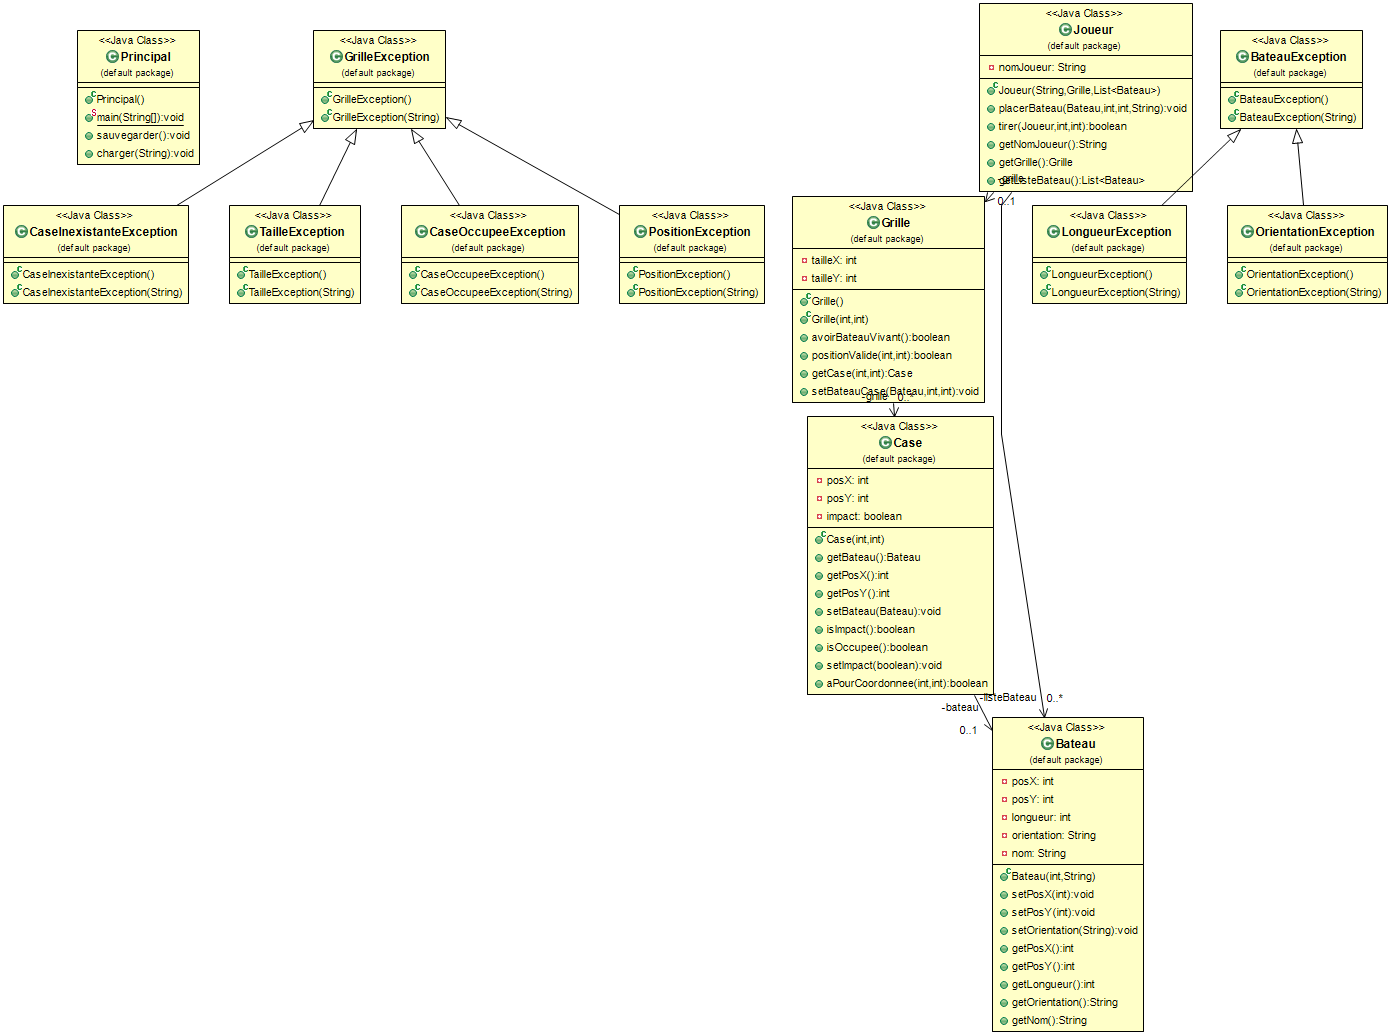 <<Java Class>>
Principal
(default package)
Principal()
main(String[]):void
sauvegarder():void
charger(String):void
<<Java Class>>
GrilleException
(default package)
GrilleException()
GrilleException(String)
<<Java Class>>
Joueur
(default package)
nomJoueur: String
Joueur(String,Grille,List<Bateau>)
placerBateau(Bateau,int,int,String):void
tirer(Joueur,int,int):boolean
getNomJoueur():String
getGrille():Grille
getListeBateau():List<Bateau>
-grille
0..1
<<Java Class>>
BateauException
(default package)
BateauException()
BateauException(String)
<<Java Class>>
CaseInexistanteException
(default package)
CaseInexistanteException()
CaseInexistanteException(String)
<<Java Class>>
TailleException
(default package)
TailleException()
TailleException(String)
<<Java Class>>
CaseOccupeeException
(default package)
CaseOccupeeException()
CaseOccupeeException(String)
<<Java Class>>
PositionException
(default package)
PositionException()
PositionException(String)
<<Java Class>>
Grille
(default package)
tailleX: int
tailleY: int
Grille()
Grille(int,int)
avoirBateauVivant():boolean
positionValide(int,int):boolean
getCase(int,int):Case
setBateauCase(Bateau,int,int):void
-grille 0..*
<<Java Class>>
LongueurException
(default package)
LongueurException()
LongueurException(String)
<<Java Class>>
OrientationException
(default package)
OrientationException()
OrientationException(String)
<<Java Class>>
Case
(default package)
posX: int
posY: int
impact: boolean
Case(int,int)
getBateau():Bateau
getPosX():int
getPosY():int
setBateau(Bateau):void
isImpact():boolean
isOccupee():boolean
setImpact(boolean):void
aPourCoordonnee(int,int):boolean
-listeBateau 0..*
-bateau
0..1
<<Java Class>>
Bateau
(default package)
posX: int
posY: int
longueur: int
orientation: String
nom: String
Bateau(int,String)
setPosX(int):void
setPosY(int):void
setOrientation(String):void
getPosX():int
getPosY():int
getLongueur():int
getOrientation():String
getNom():String